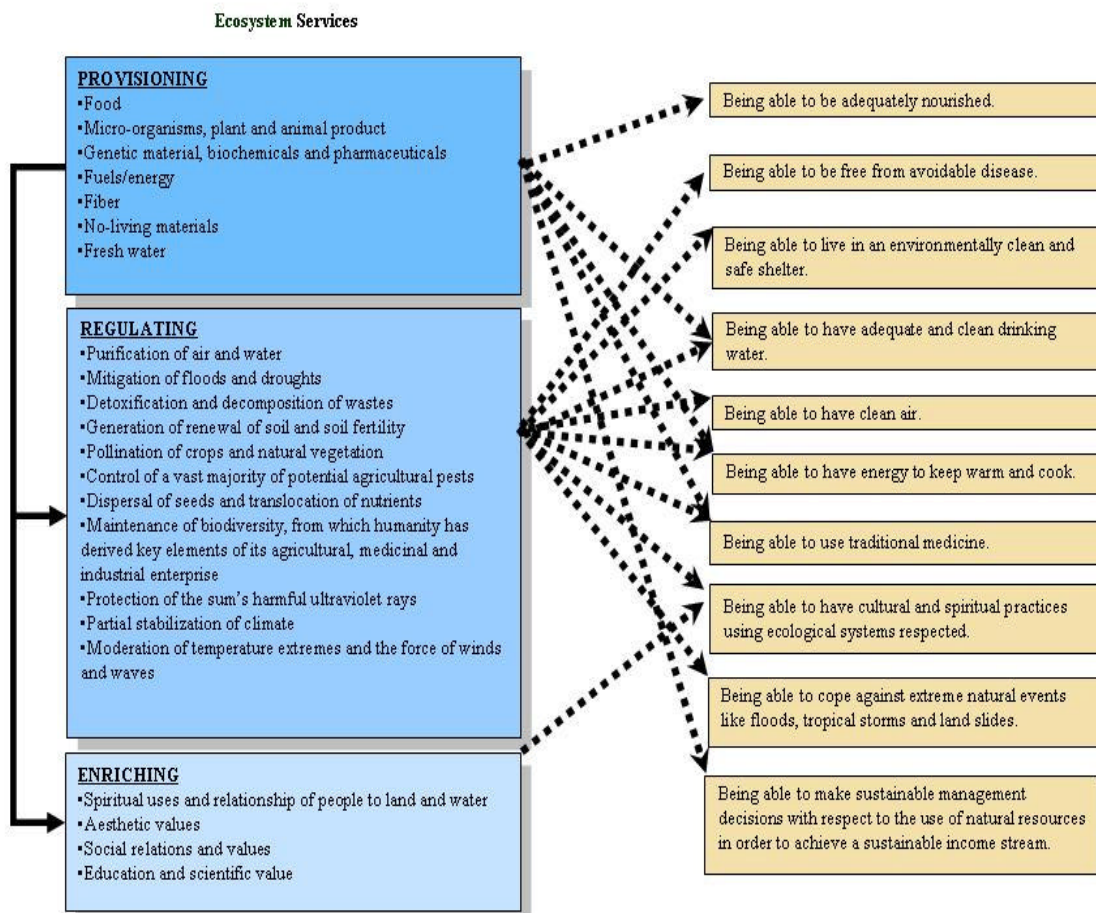 Ecosystem Services
PROVISIONING
▪Food
▪Micro-organisms, plant and animal product
▪Genetic material, biochemicals and pharmaceuticals
▪Fuels/energy
▪Fiber
▪No-living materials
▪Fresh water
REGULATING
▪Purification of air and water
▪Mitigation of floods and droughts
▪Detoxification and decomposition of wastes
▪Generation of renewal of soil and soil fertility
▪Pollination of crops and natural vegetation
▪Control of a vast majority of potential agricultural pests
▪Dispersal of seeds and translocation of nutrients
▪Maintenance of biodiversity, from which humanity has
derived key elements of its agricultural, medicinal and
industrial enterprise
▪Protection of the sum's harmful ultraviolet rays
▪Partial stabilization of climate
▪Moderation of temperature extremes and the force of winds
and waves
ENRICHING
▪Spiritual uses and relationship of people to land and water
▪Aesthetic values
▪Social relations and values
▪Education and scientific value
Being able to be adequately nourished.
Being able to be free from avoidable disease.
Being able to live in an environmentally clean and
safe shelter.
Being able to have adequate and clean drinking
water.
Being able to have clean air.
Being able to have energy to keep warm and cook.
Being able to use traditional medicine.
Being able to have cultural and spiritual practices
using ecological systems respected.
Being able to cope against extreme natural events
like floods, tropical storms and land slides.
Being able to make sustainable management
decisions with respect to the use of natural resources
in order to achieve a sustainable income stream.